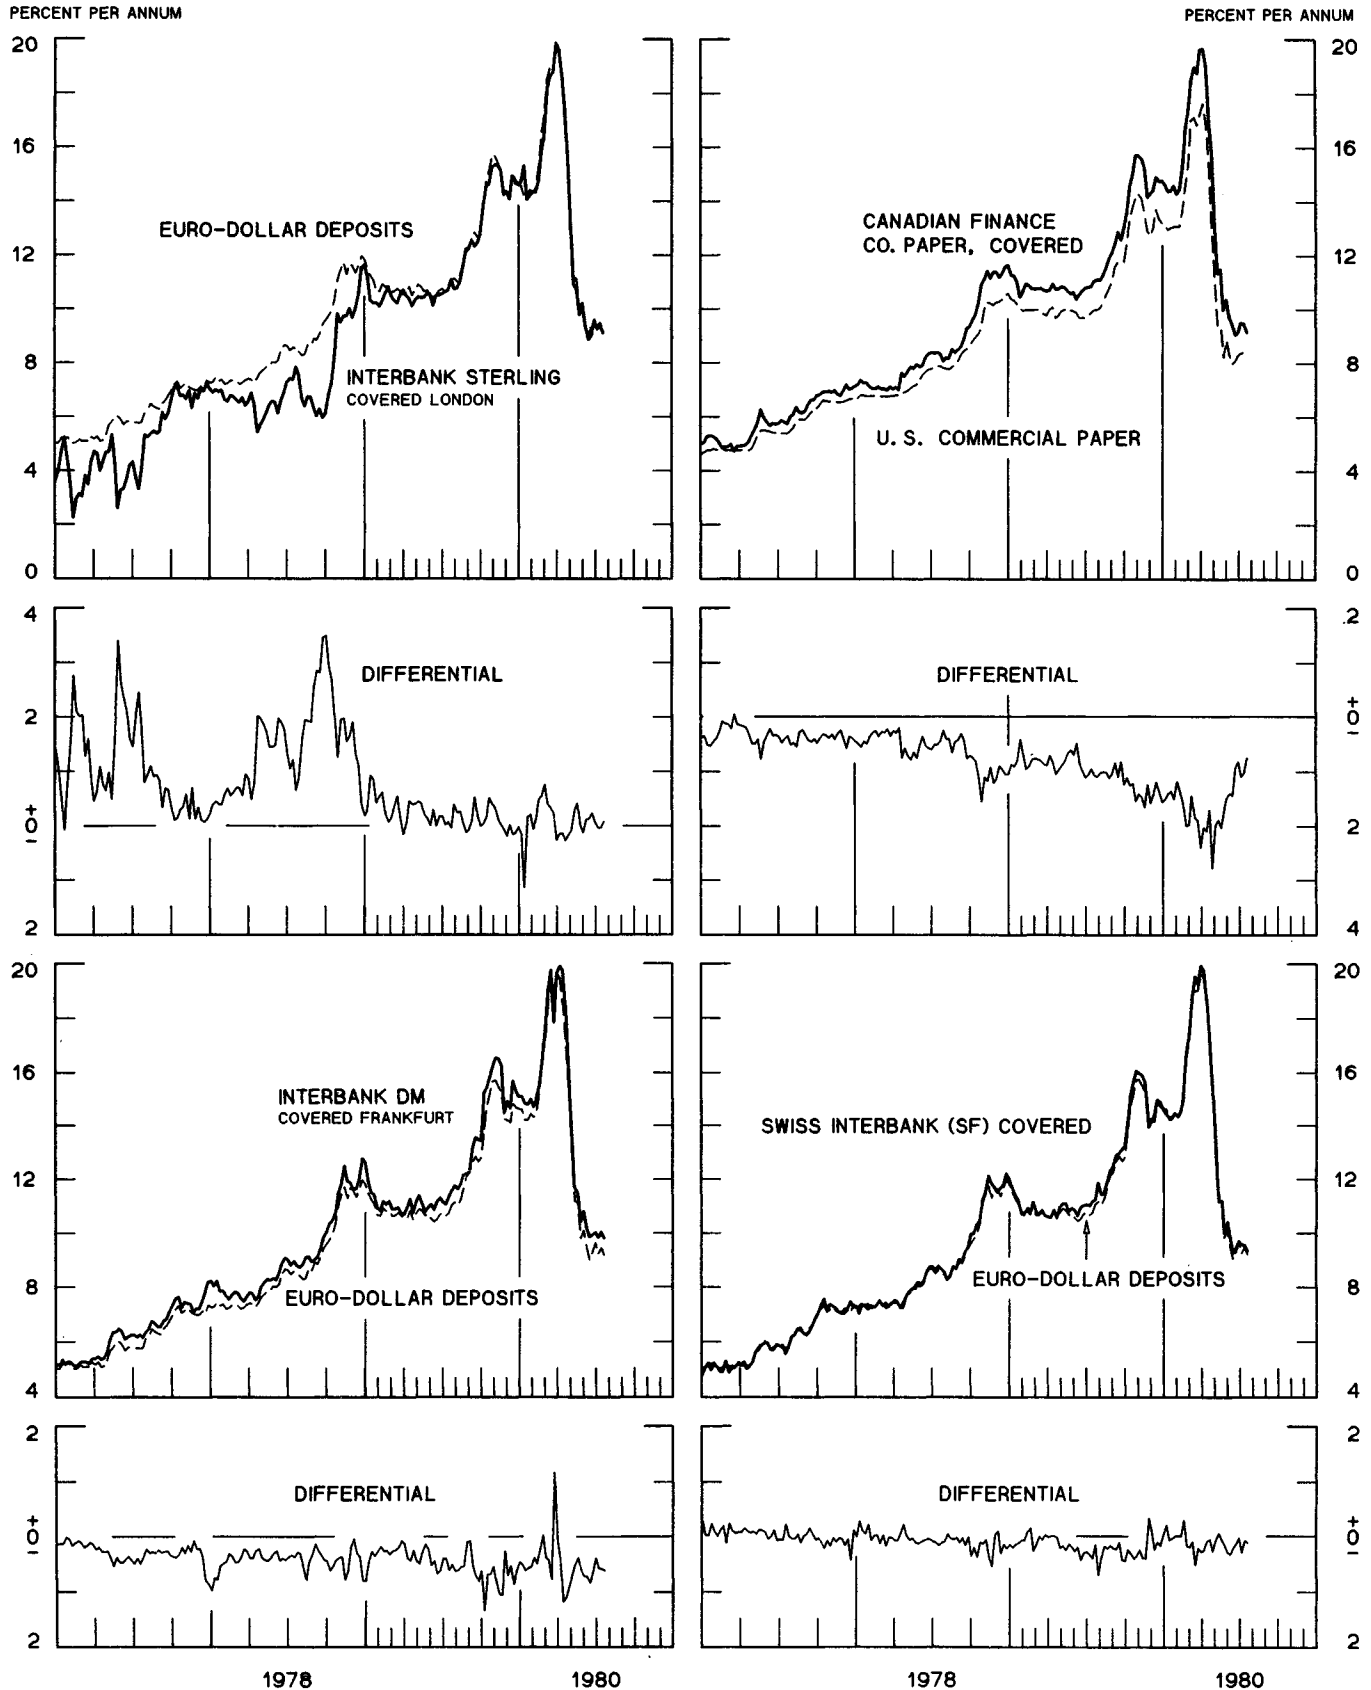 PERCENT PER ANNUM
PERCENT PER ANNUM
20
16
12
8
4
0
EURO-DOLLAR DEPOSITS
INTERBANK STERLING
COVERED LONDON
20
16
12
8
4
0
CANADIAN FINANCE
CO. PAPER, COVERED
U. S. COMMERCIAL PAPER
4
2
+
0
–
2
DIFFERENTIAL
.2
+
0
–
2
4
DIFFERENTIAL
20
16
12
8
4
INTERBANK DM
COVERED FRANKFURT
EURO-DOLLAR DEPOSITS
20
16
12
8
4
SWISS INTERBANK (SF) COVERED
EURO-DOLLAR DEPOSITS
2
+
0
–
2
DIFFERENTIAL
2
+
0
–
2
DIFFERENTIAL
1978
1980
1978
1980